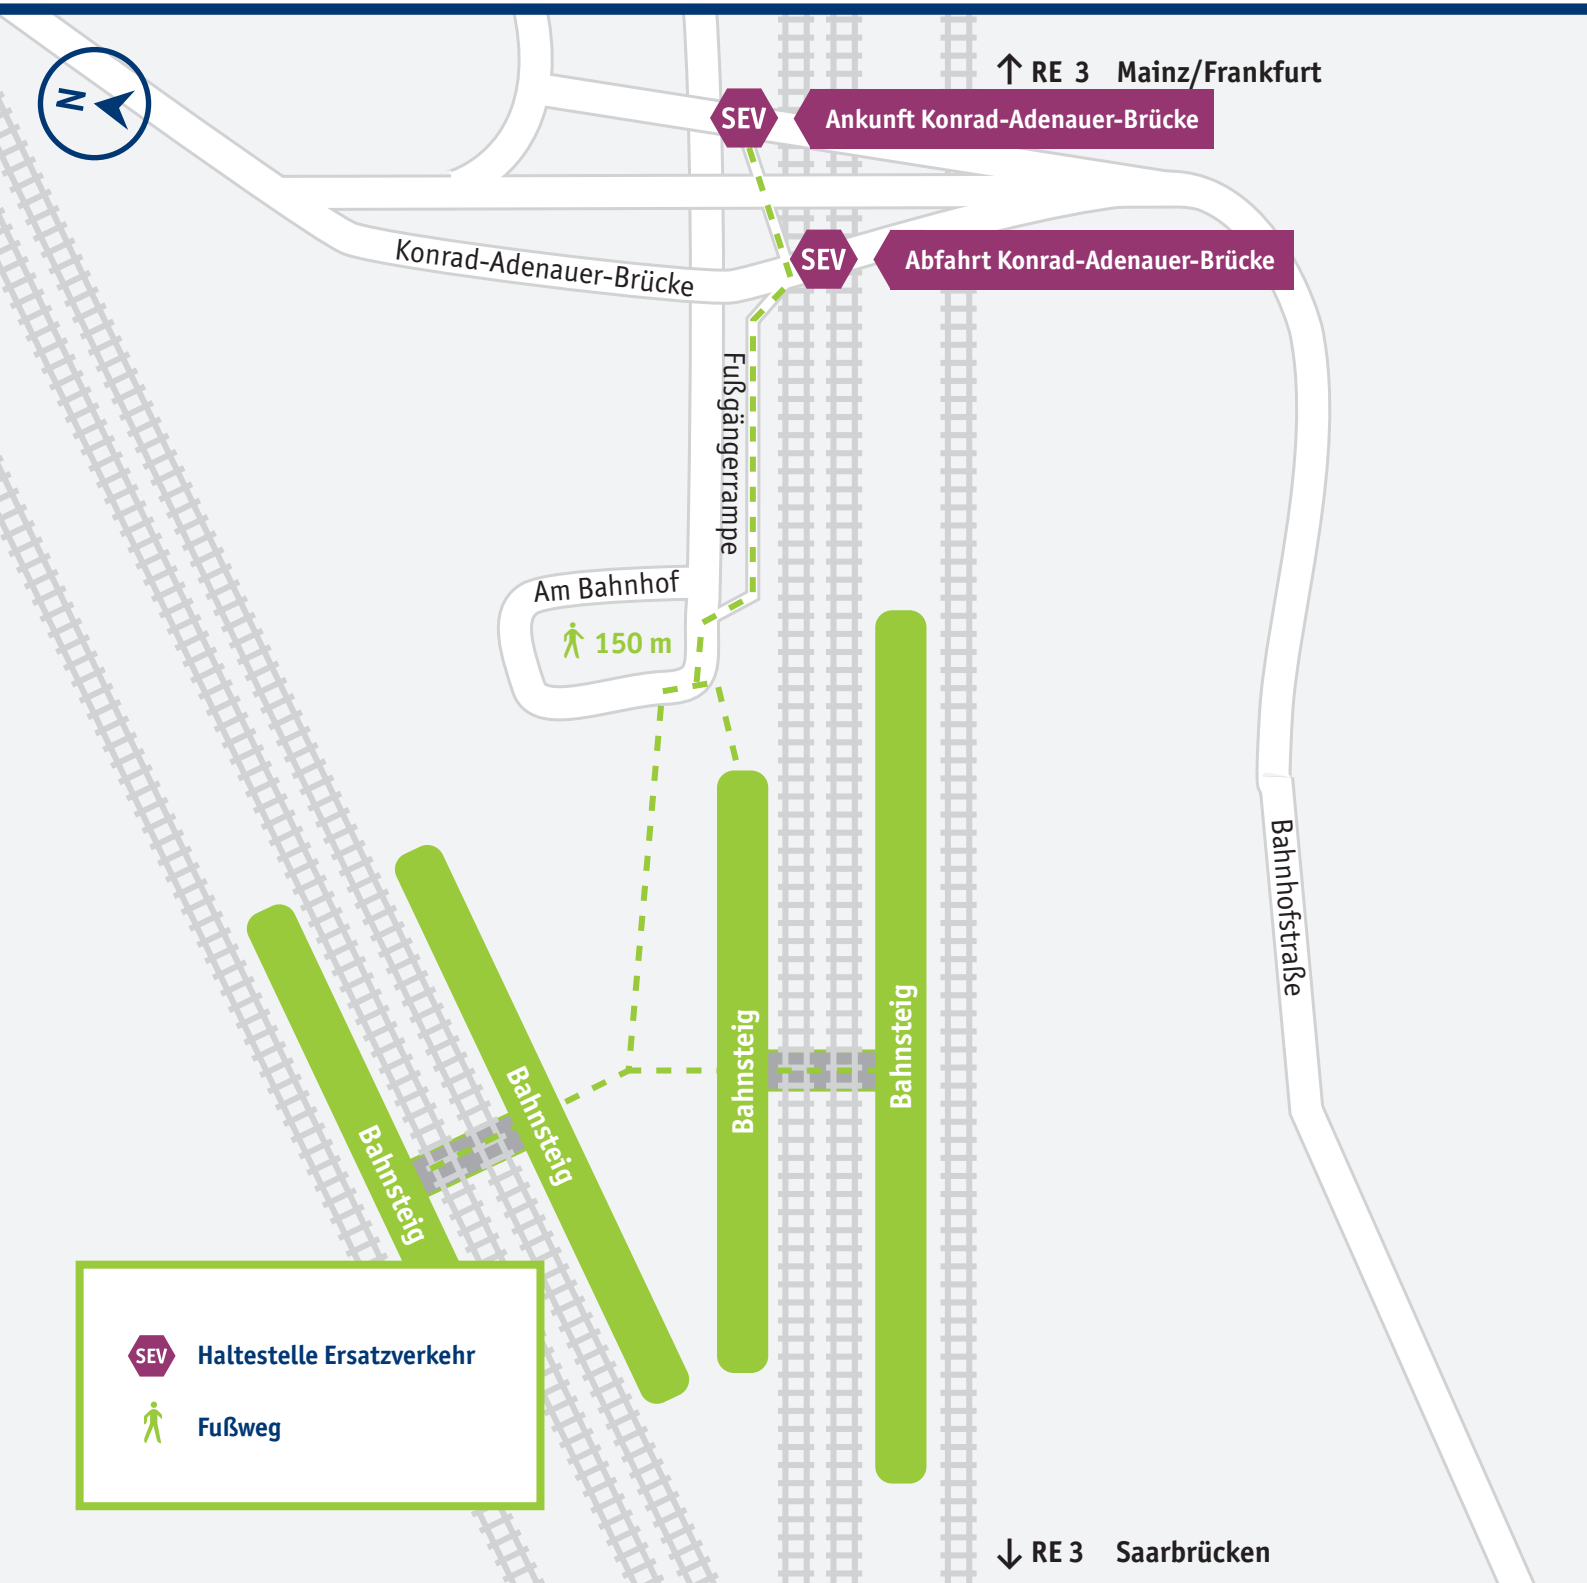 N
↑ RE 3 Mainz/Frankfurt
SEV
Ankunft Konrad-Adenauer-Brücke
SEV
Abfahrt Konrad-Adenauer-Brücke
Konrad-Adenauer-Brücke
Fußgängerrampe
Am Bahnhof
150 m
Bahnhofstraße
Bahnsteig
Bahnsteig
Bahnsteig
Bahnsteig
SEV Haltestelle Ersatzverkehr
Fußweg
↓ RE 3 Saarbrücken